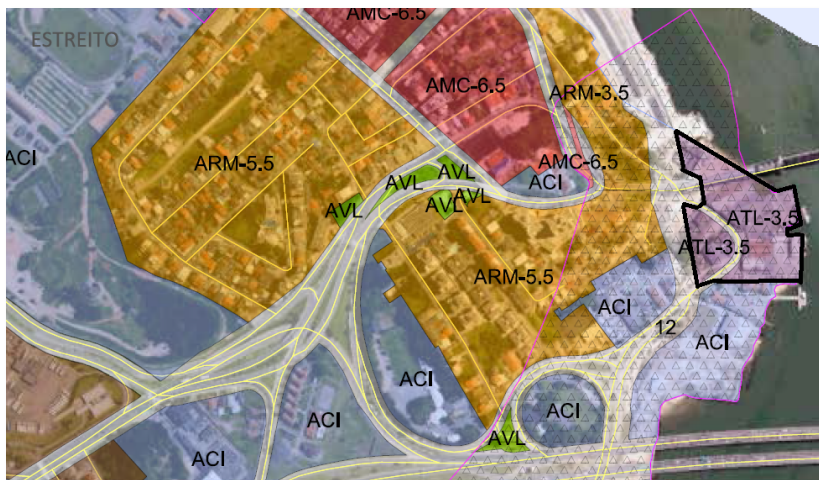 AMC-6.5
ESTREITO
AMC-6.5
ARM-3.5
ACI
ARM-5.5
AMC-6.5
AVL
AVL
ACI
AVL
AVL
AVL
ATL-3.5
ATL-3.5
ARM-5.5
ACI
12
ACI
ACI
ACI
ACI
AVL
ACI